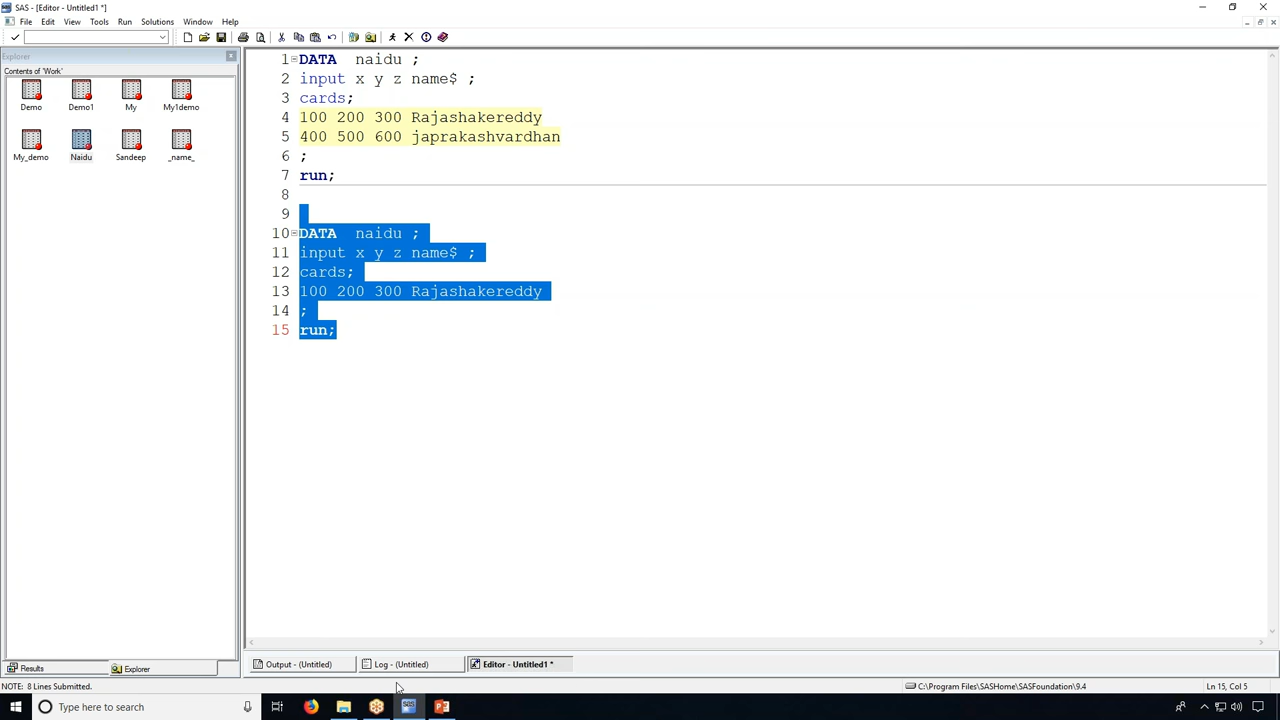 SAS - [Editor - Untitled1 *]
File Edit View Tools Run Solutions Window Help
Explorer
Contents of 'Work'
Demo Demo1 My My1demo
My_demo Naidu Sandeep _name_
1 DATA naidu ;
2 input x y z name$ ;
3 cards;
4 100 200 300 Rajashakereddy
5 400 500 600 japrakashvardhan
6 ;
7 run;
8
9
10 DATA naidu ;
11 input x y z name$ ;
12 cards;
13 100 200 300 Rajashakereddy
14 ;
15 run;
Results Explorer
Output - (Untitled) Log - (Untitled) Editor - Untitled1 *
NOTE: 8 Lines Submitted.
C:\Program Files\SASHome\SASFoundation\9.4
Ln 15, Col 5
Type here to search